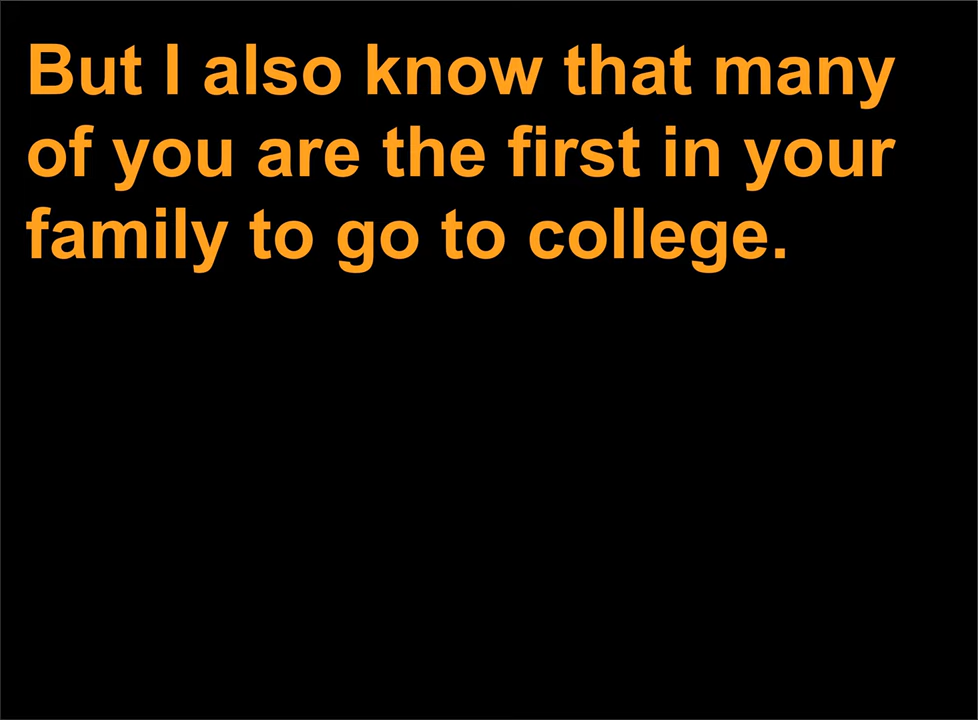 But I also know that many
of you are the first in your
family to go to college.